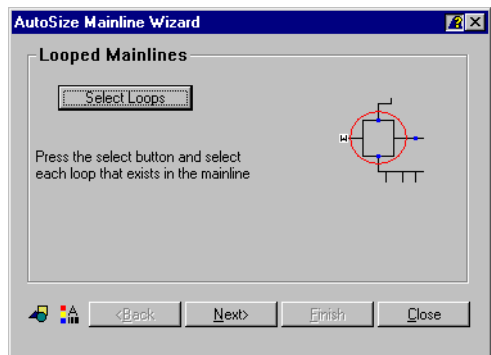 AutoSize Mainline Wizard
Looped Mainlines
Select Loops
Press the select button and select
each loop that exists in the mainline
W
<Back
Next>
Finish
Close